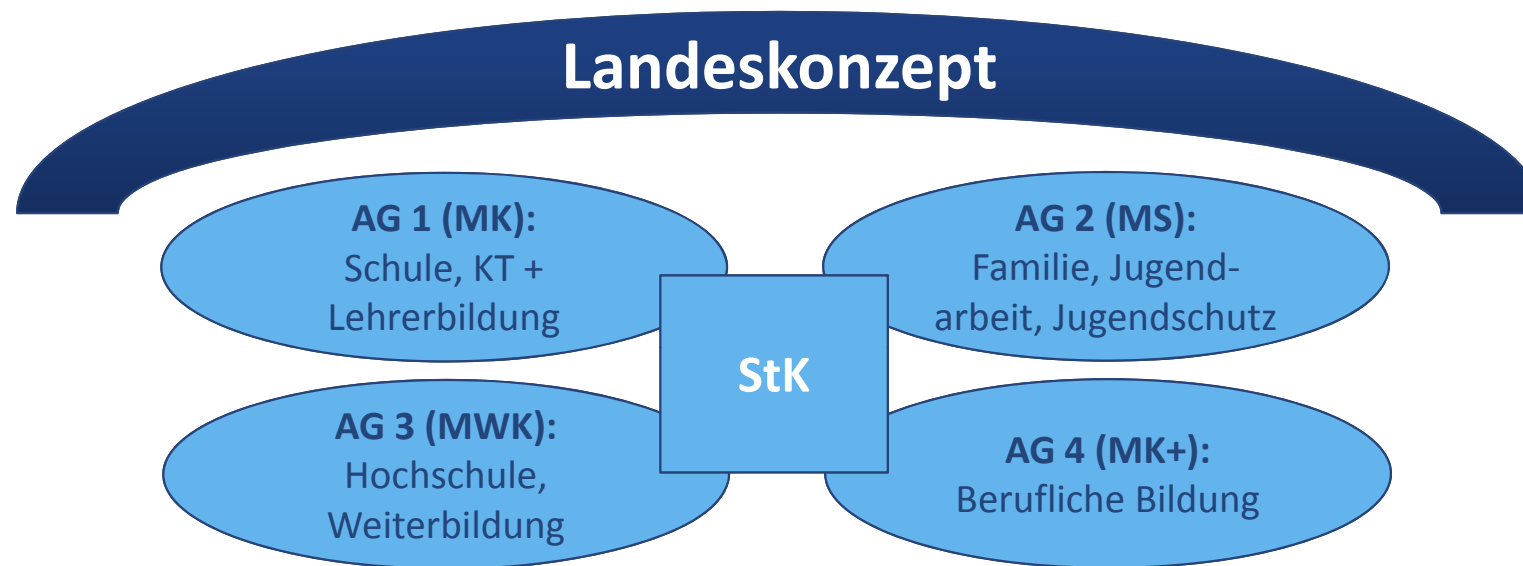 Landeskonzept
AG 1 (MK):
Schule, KT +
Lehrerbildung
AG 2 (MS):
Familie, Jugend-
arbeit, Jugendschutz
StK
AG 3 (MWK):
Hochschule,
Weiterbildung
AG 4 (MK+):
Berufliche Bildung